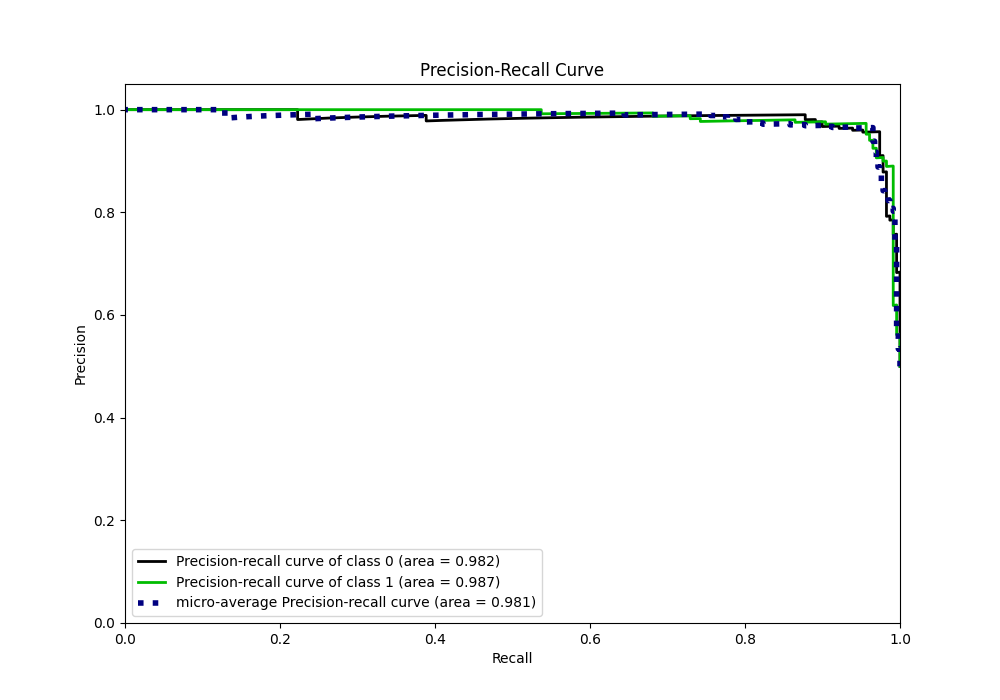 Precision-Recall Curve
1.0
0.8
0.6
0.4
0.2
0.0
Precision
Precision-recall curve of class 0 (area = 0.982)
Precision-recall curve of class 1 (area = 0.987)
micro-average Precision-recall curve (area = 0.981)
0.0 0.2 0.4 0.6 0.8 1.0
Recall